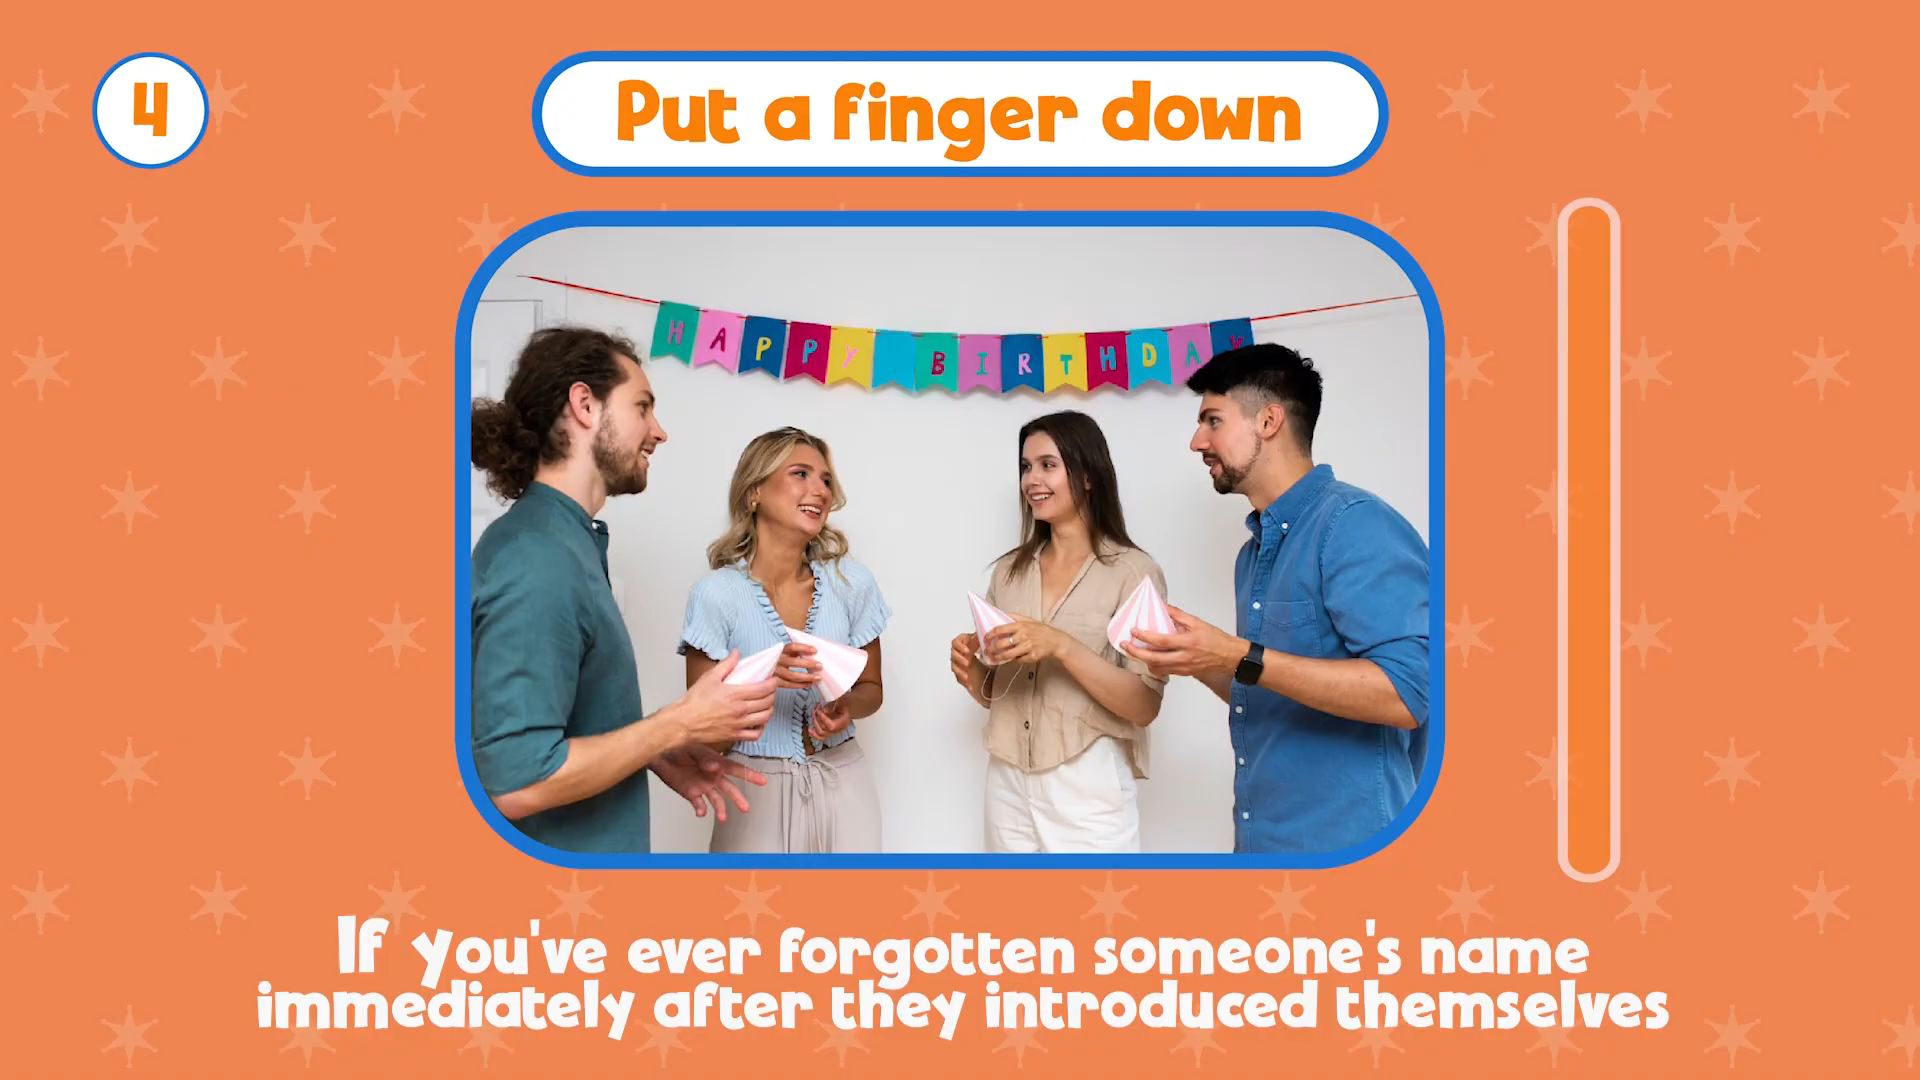 4
Put a finger down
HAPPY BIRTHDAY
If you've ever forgotten someone's name
immediately after they introduced themselves